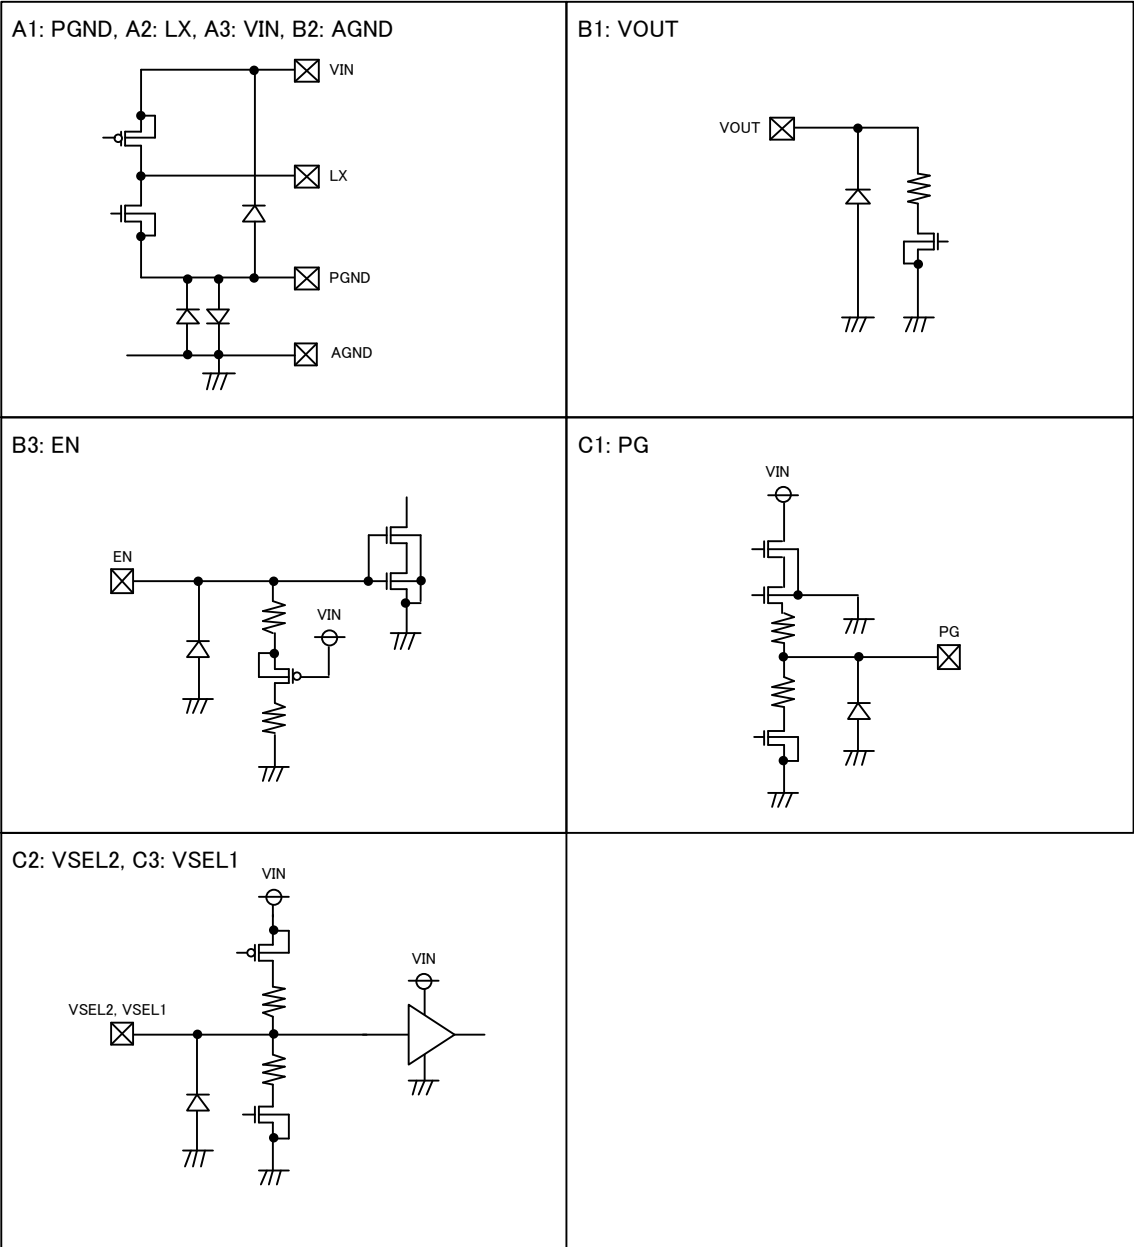 A1: PGND, A2: LX, A3: VIN, B2: AGND
VIN
LX
PGND
AGND
B1: VOUT
VOUT
B3: EN
EN
VIN
C1: PG
VIN
PG
C2: VSEL2, C3: VSEL1
VIN
VIN
VSEL2, VSEL1